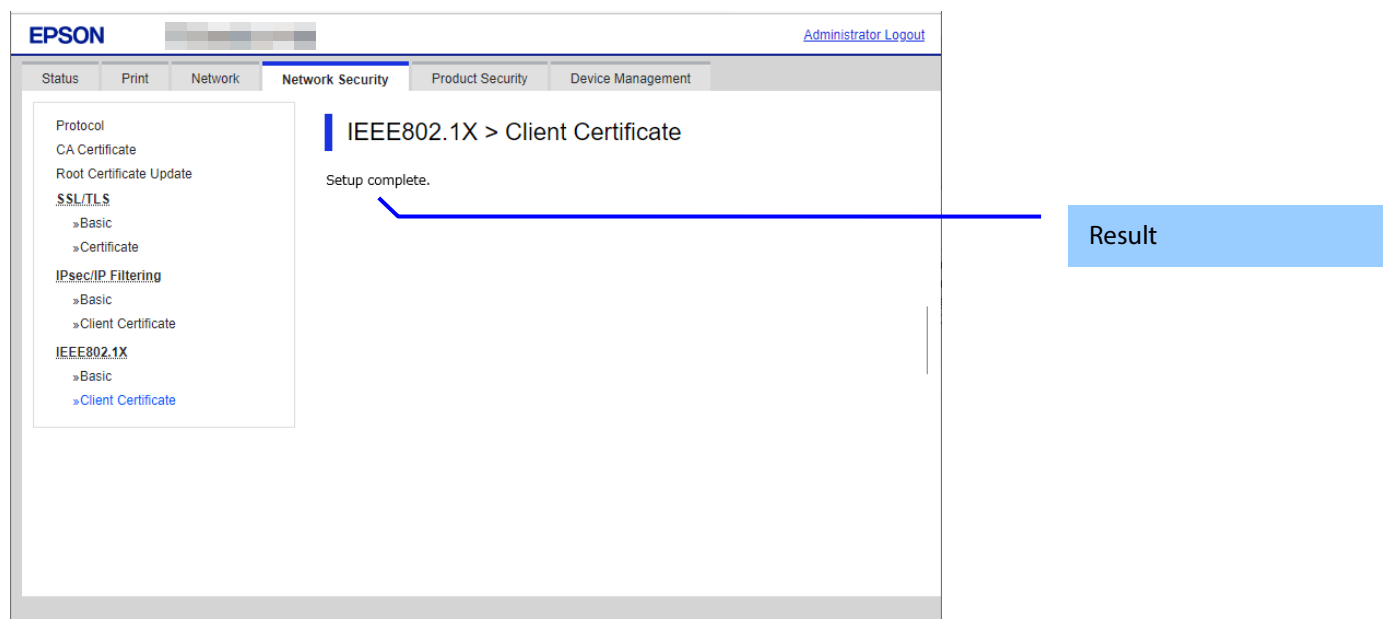 EPSON
Administrator Logout
Status Print Network Network Security Product Security Device Management
Protocol
CA Certificate
Root Certificate Update
SSL/TLS
»Basic
»Certificate
IPsec/IP Filtering
»Basic
»Client Certificate
IEEE802.1X
»Basic
»Client Certificate
IEEE802.1X > Client Certificate
Setup complete.
Result